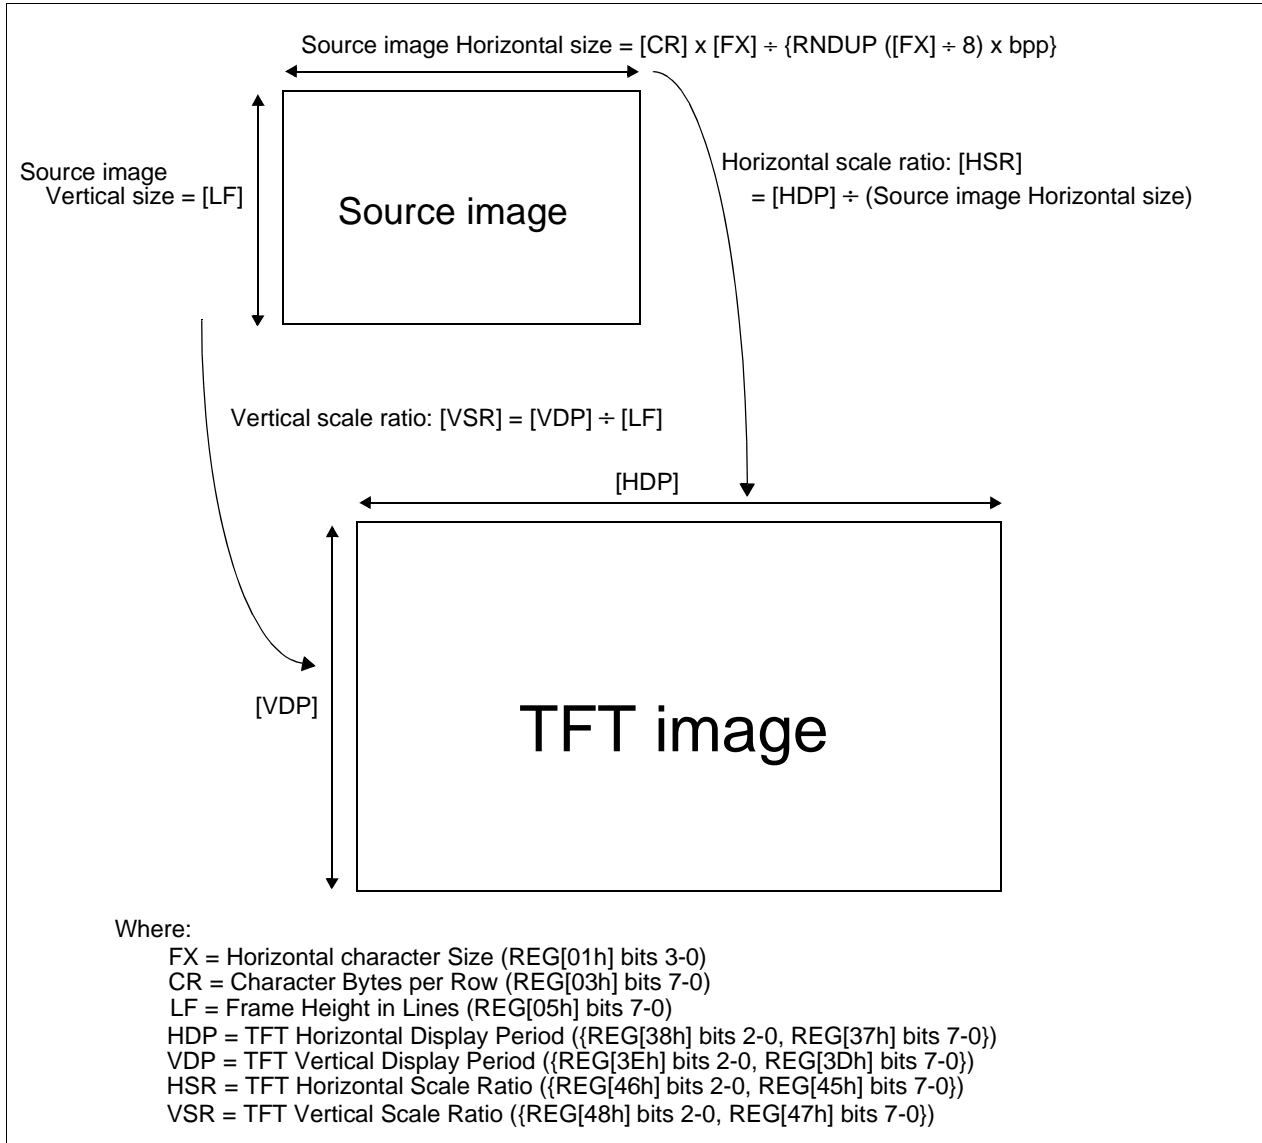 Source image Horizontal size = [CR] x [FX] ÷ {RNDUP ([FX] ÷ 8) x bpp}
Source image
Vertical size = [LF]
Source image
Horizontal scale ratio: [HSR]
= [HDP] ÷ (Source image Horizontal size)
Vertical scale ratio: [VSR] = [VDP] ÷ [LF]
[HDP]
[VDP]
TFT image
Where:
FX = Horizontal character Size (REG[01h] bits 3-0)
CR = Character Bytes per Row (REG[03h] bits 7-0)
LF = Frame Height in Lines (REG[05h] bits 7-0)
HDP = TFT Horizontal Display Period ({REG[38h] bits 2-0, REG[37h] bits 7-0})
VDP = TFT Vertical Display Period ({REG[3Eh] bits 2-0, REG[3Dh] bits 7-0})
HSR = TFT Horizontal Scale Ratio ({REG[46h] bits 2-0, REG[45h] bits 7-0})
VSR = TFT Vertical Scale Ratio ({REG[48h] bits 2-0, REG[47h] bits 7-0})